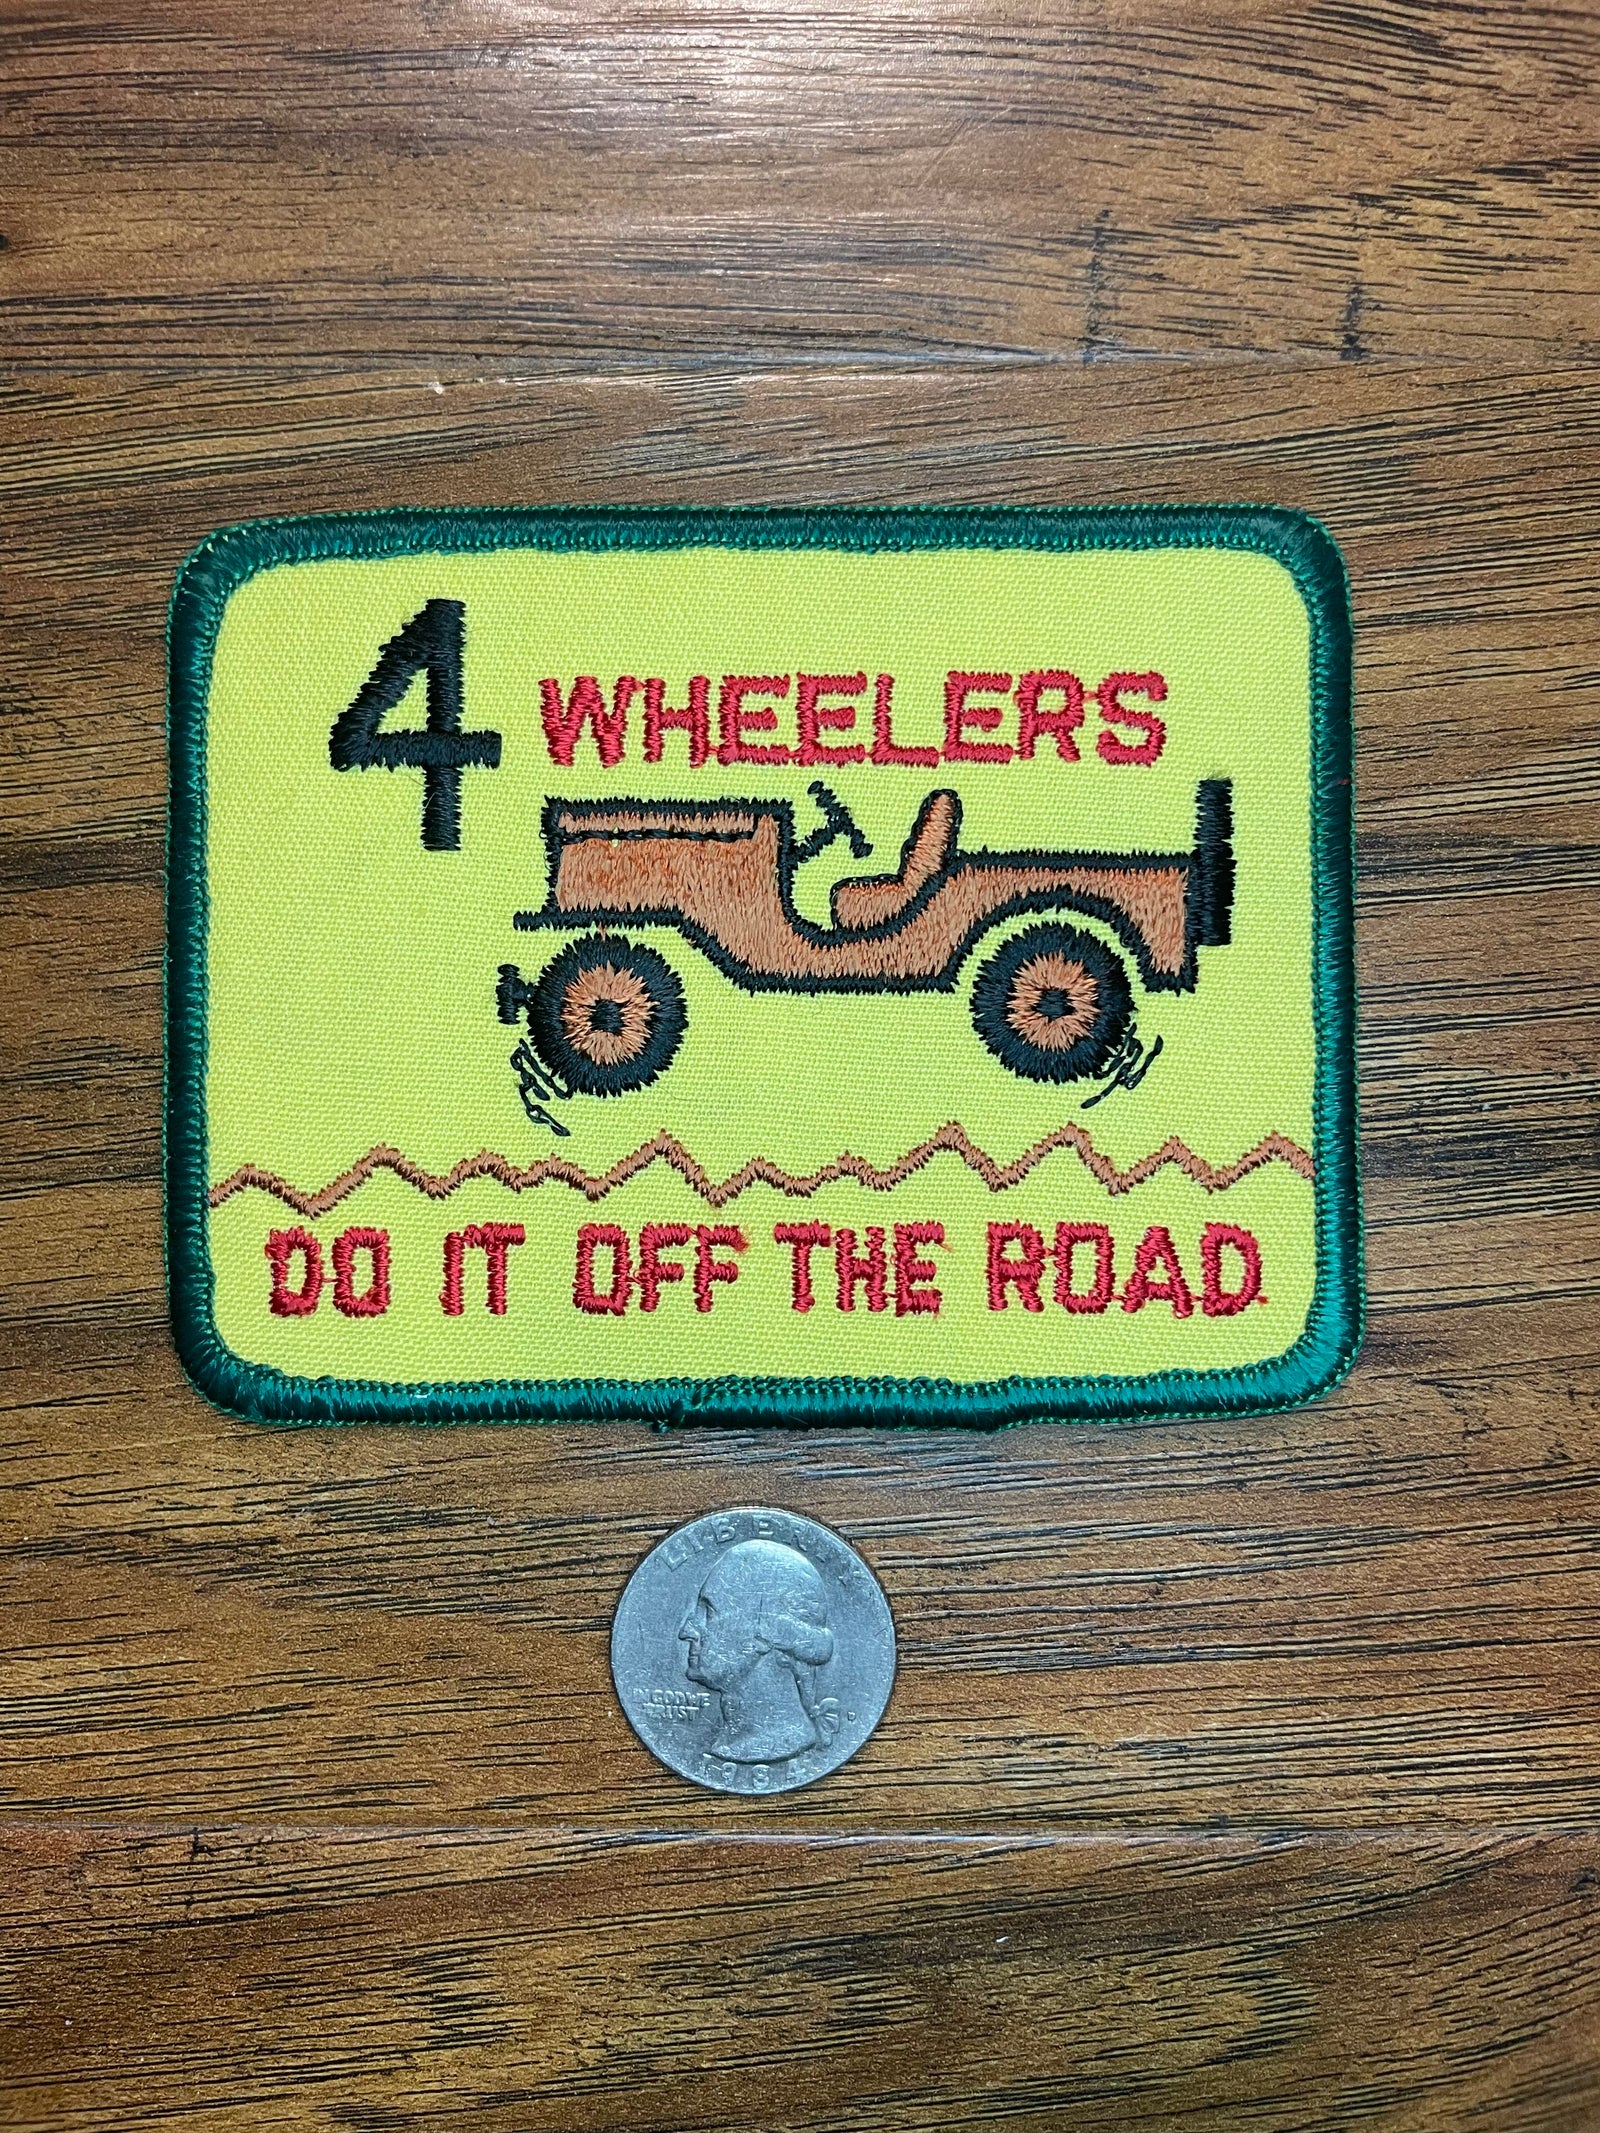 4 WHEELERS
DO IT OFF THE ROAD
LIBERTY
IN GOD WE
TRUST
D
1984